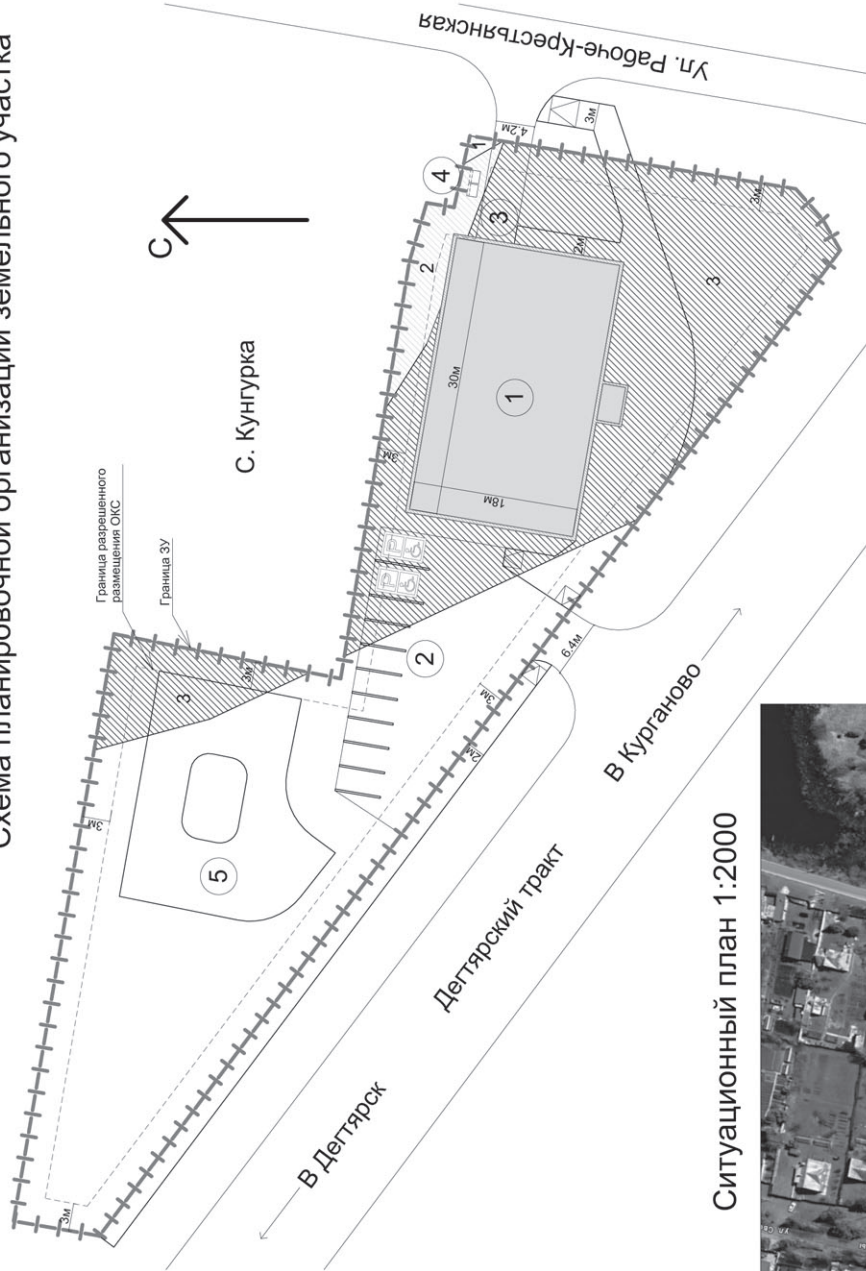 Схема планировочной организации земельного участка
Ул. Рабоче-Крестьянская
С
С. Кунгурка
Граница разрешенного
размещения ОКС
Граница ЗУ
4.2м
3м
1
4
2
3
2м
3м
3
30м
18м
1
3м
2
3м
3
3м
5
3м
2м
3м
6.4м
В Курганово
Дегтярский тракт
В Дегтярск
Ситуационный план 1:2000